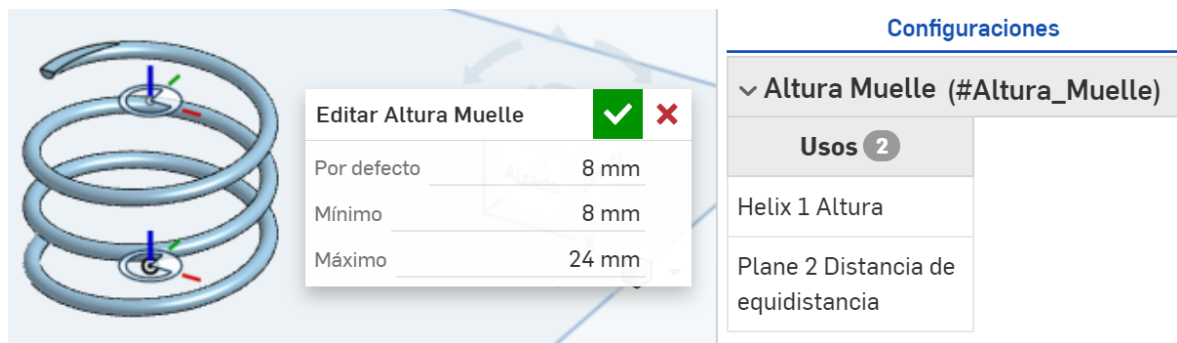 Editar Altura Muelle
Por defecto 8 mm
Mínimo 8 mm
Máximo 24 mm
Alzado
Configuraciones
Altura Muelle (#Altura_Muelle)
Usos 2
Helix 1 Altura
Plane 2 Distancia de
equidistancia